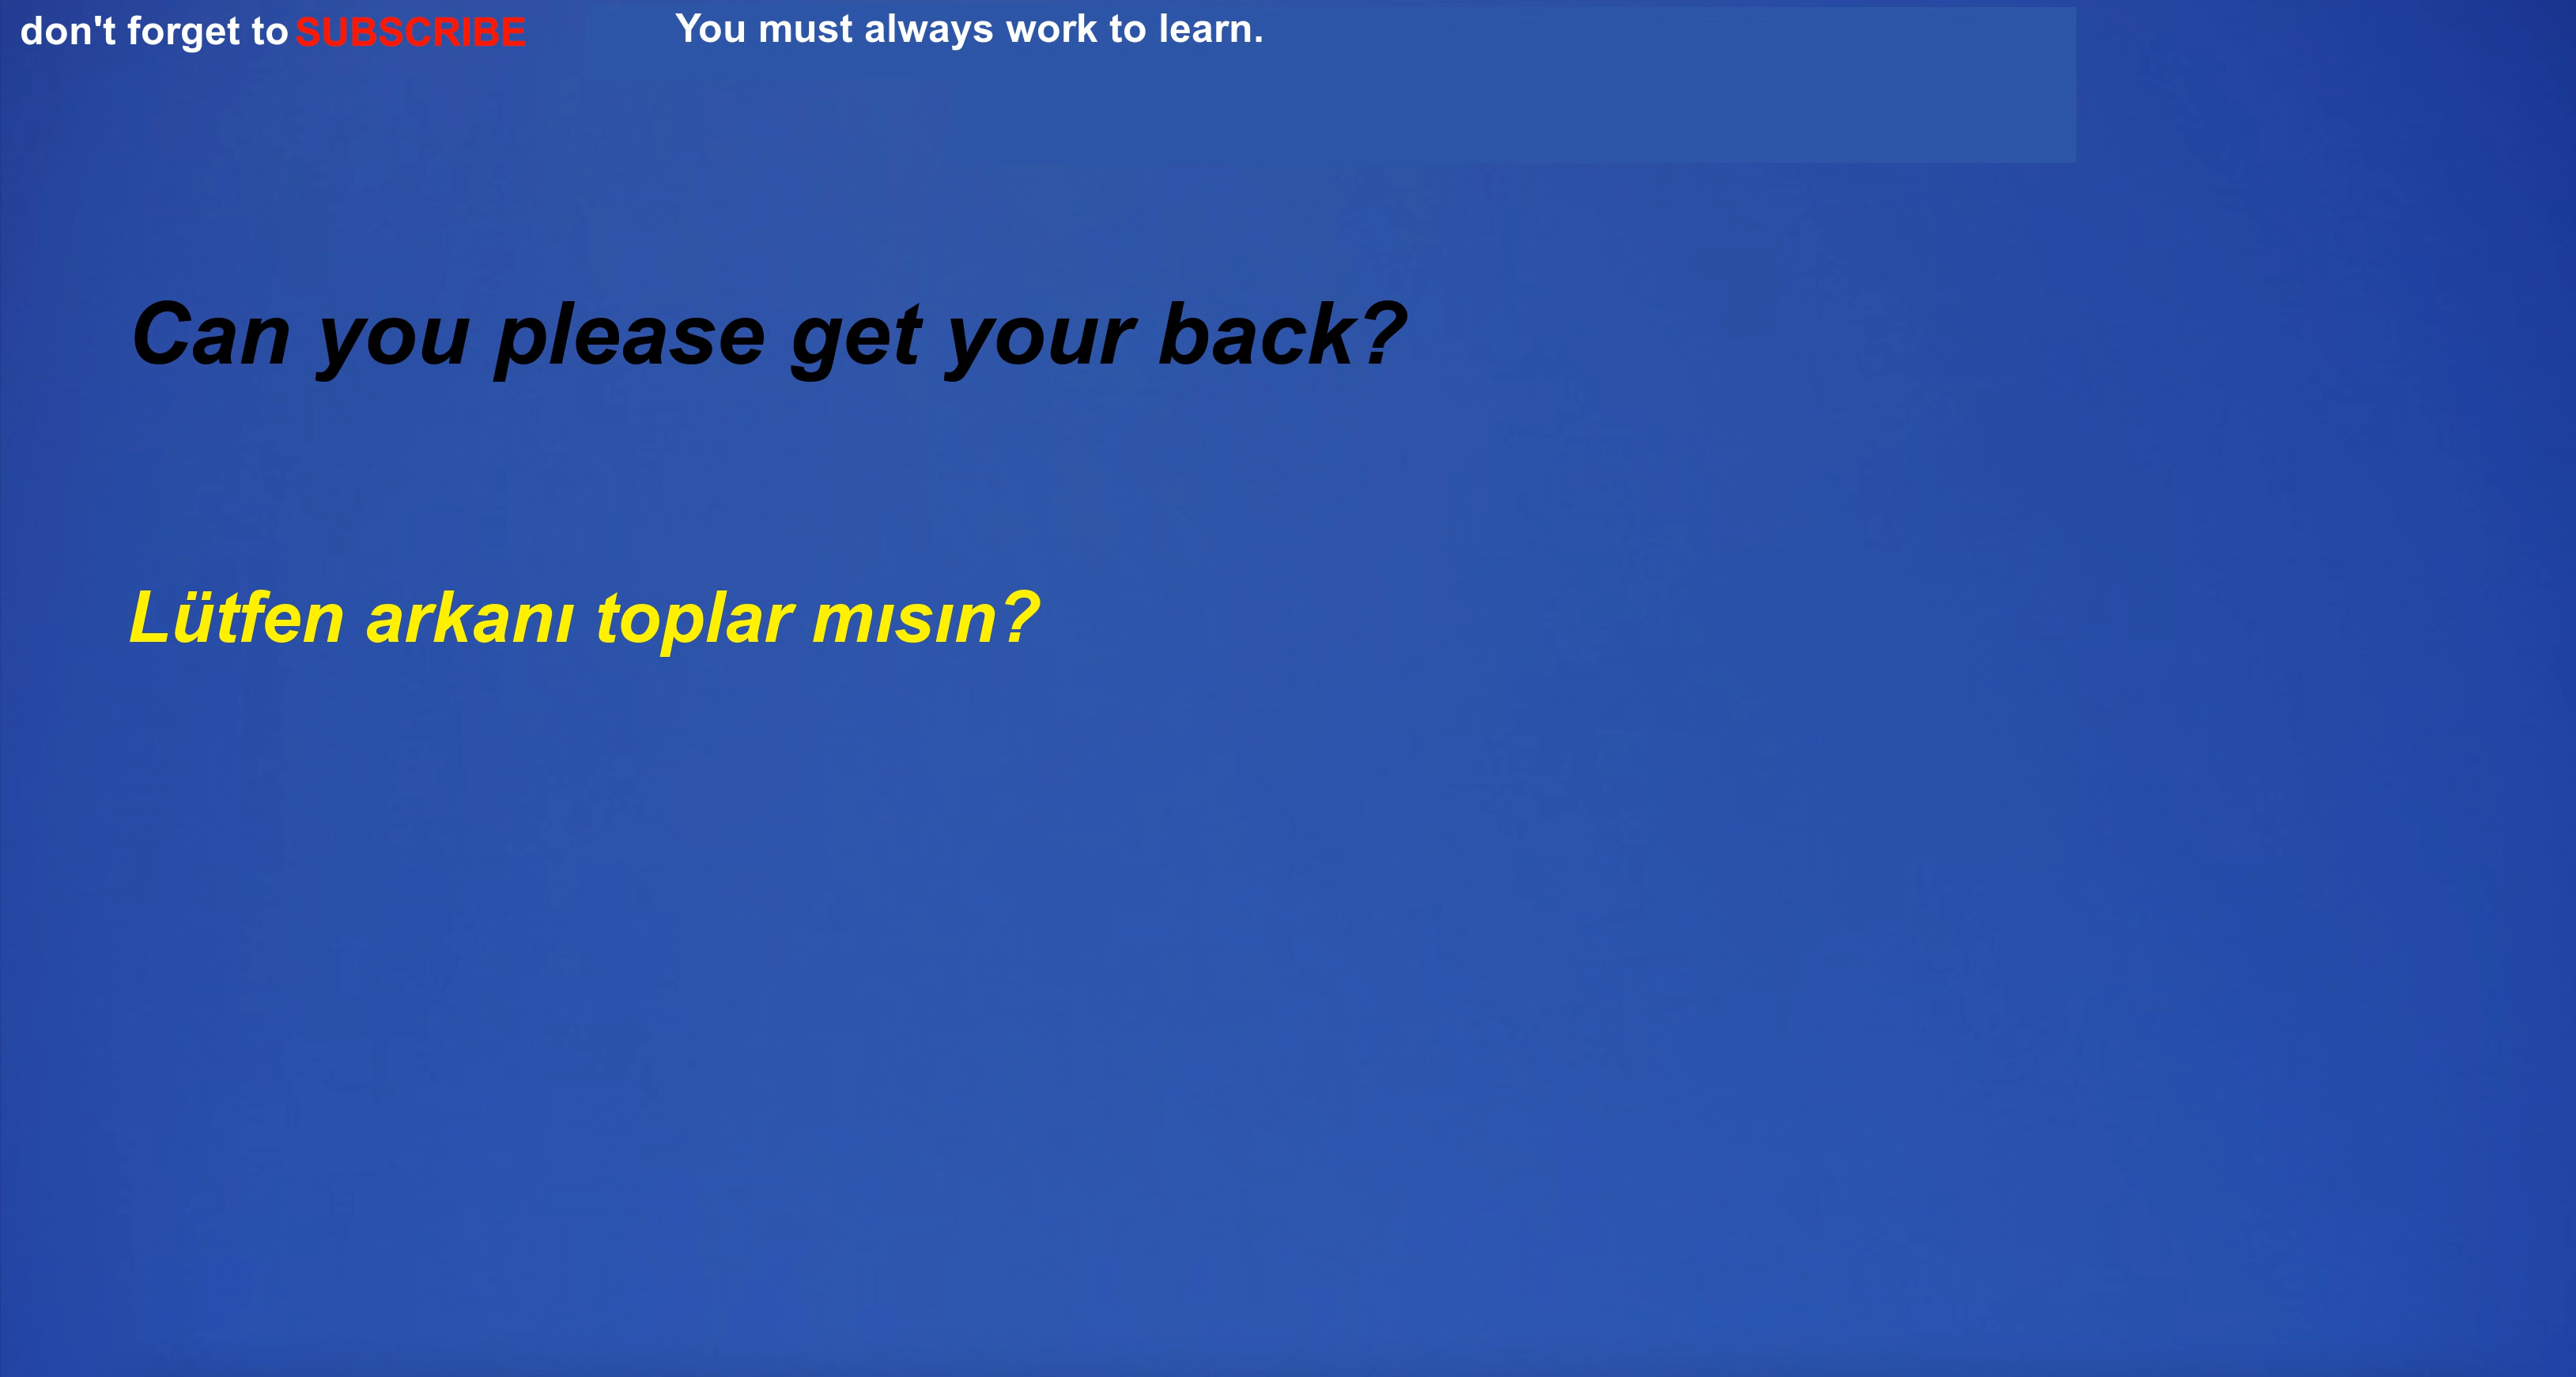 don't forget to SUBSCRIBE
You must always work to learn.
Can you please get your back?
Lütfen arkanı toplar mısın?